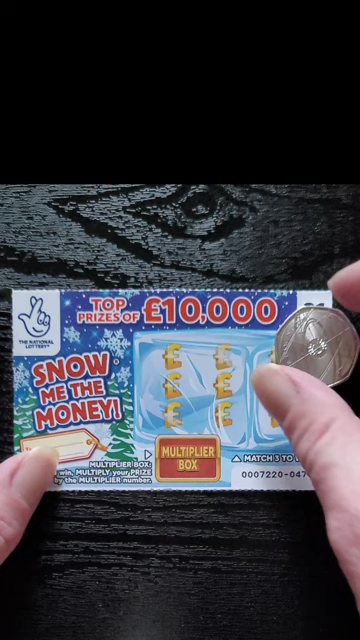 TOP
PRIZES OF £10,000
THE NATIONAL
LOTTERY®
SNOW
ME THE
MONEY!
£ £
£ £
£ £
MULTIPLIER BOX:
win, MULTIPLY your PRIZE
by the MULTIPLIER number.
MULTIPLIER
BOX
MATCH 3 TO
0007220-047